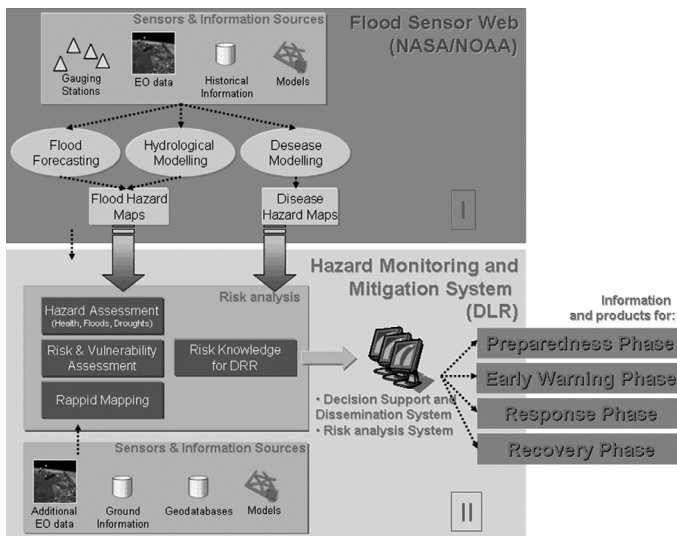 Sensors & Information Sources
Flood Sensor Web
(NASA/NOAA)
Gauging
Stations
EO data
Historical
Information
Models
Flood
Forecasting
Hydrological
Modelling
Desease
Modelling
Flood Hazard
Maps
Disease
Hazard Maps
I
Hazard Monitoring and
Mitigation System
(DLR)
Risk analysis
Hazard Assessment
(Health, Floods, Droughts)
Risk & Vulnerability
Assessment
Rappid Mapping
Risk Knowledge
for DRR
• Decision Support and
Dissemination System
• Risk analysis System
Information
and products for:
Preparedness Phase
Early Warning Phase
Response Phase
Recovery Phase
Sensors & Information Sources
Additional
EO data
Ground
Information
Geodatabases
Models
II